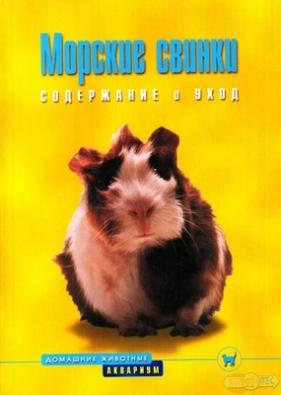 Морские свинки
СОДЕРЖАНИЕ и УХОД
ДОМАШНИЕ ЖИВОТНЫЕ
АКВАРИУМ